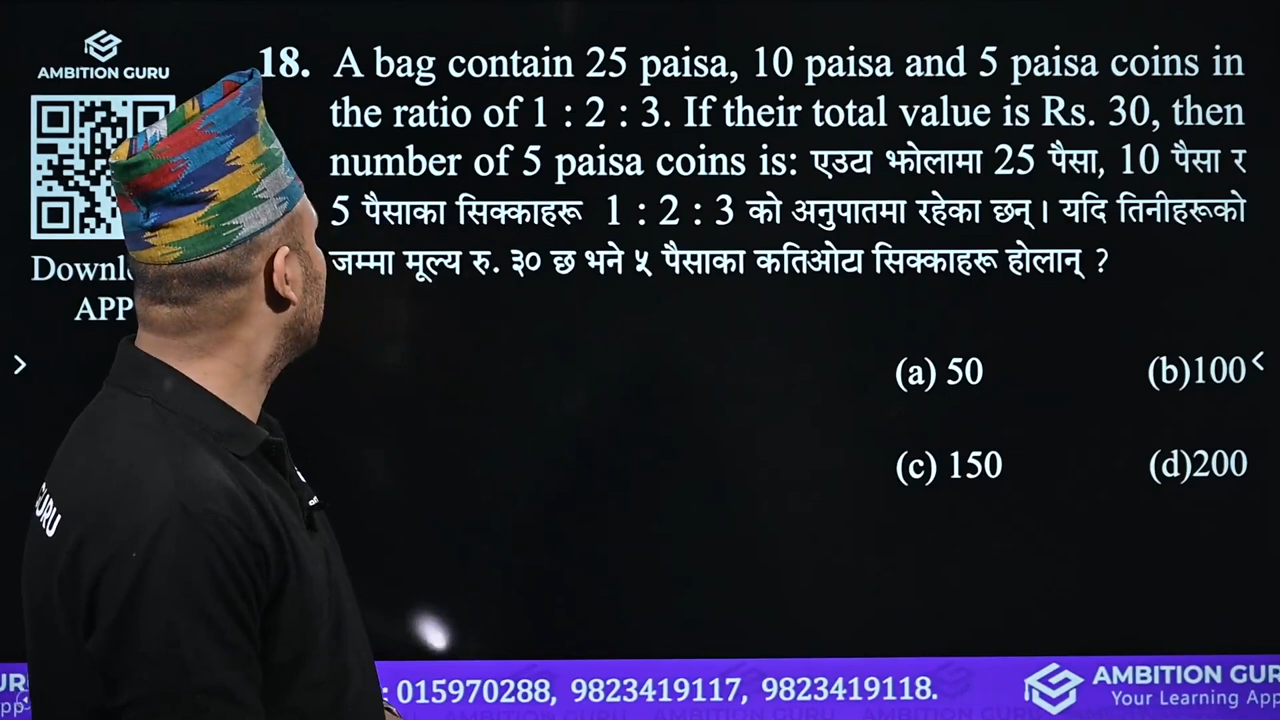 AMBITION GURU
18. A bag contain 25 paisa, 10 paisa and 5 paisa coins in
the ratio of 1 : 2 : 3. If their total value is Rs. 30, then
number of 5 paisa coins is: एउटा झोलामा 25 पैसा, 10 पैसा र
5 पैसाका सिक्काहरू 1 : 2 : 3 को अनुपातमा रहेका छन्। यदि तिनीहरूको
जम्मा मूल्य रु. ३० छ भने ५ पैसाका कतिओटा सिक्काहरू होलान् ?
APP
(a) 50
(b)100
(c) 150
(d)200
015970288, 9823419117, 9823419118.
AMBITION GUR
Your Learning App